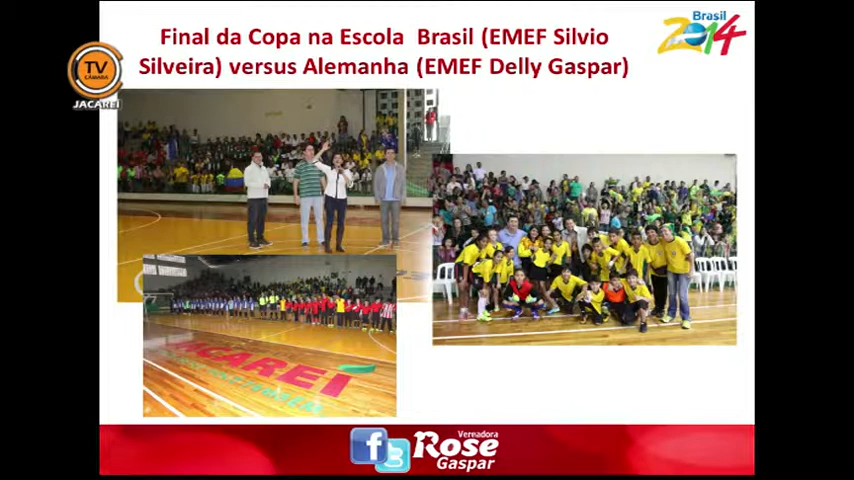 Final da Copa na Escola Brasil (EMEF Silvio
Silveira) versus Alemanha (EMEF Delly Gaspar)
Brasil
2014
TV
CÂMARA
JACAREÍ
JACAREÍ
Vereadora
Rose
Gaspar